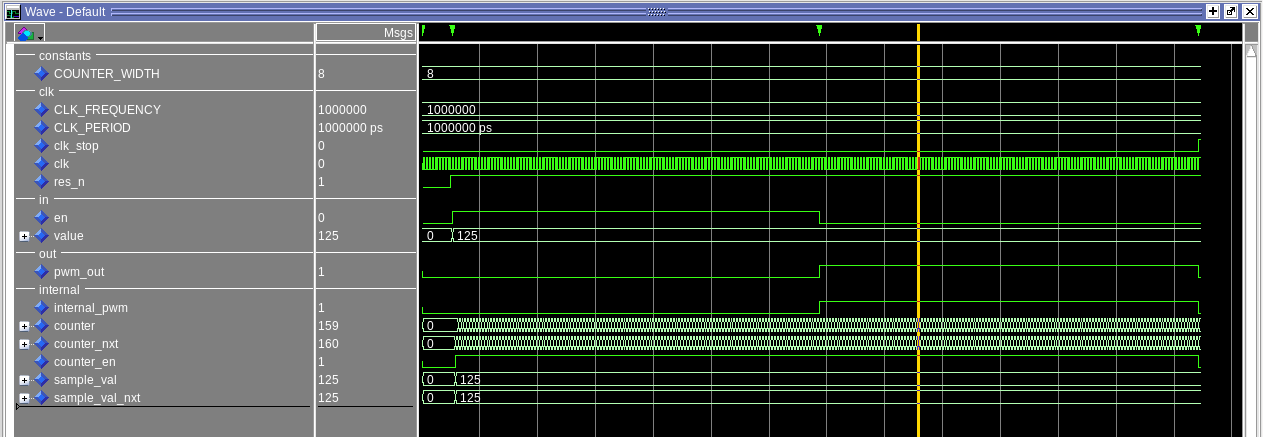 Wave - Default
Msgs
constants
COUNTER_WIDTH 8 8
clk
CLK_FREQUENCY 1000000 1000000
CLK_PERIOD 1000000 ps 1000000 ps
clk_stop 0
clk 0
res_n 1
in
en 0
value 125 0 125
out
pwm_out 1
internal
internal_pwm 1
counter 159 0
counter_nxt 160 0
counter_en 1
sample_val 125 0 125
sample_val_nxt 125 0 125